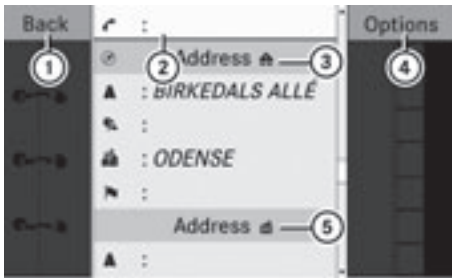 Back
:
Options
1
2
Address
3
4
: BIRKEDALS ALLÉ
:
: ODENSE
:
Address
5
: